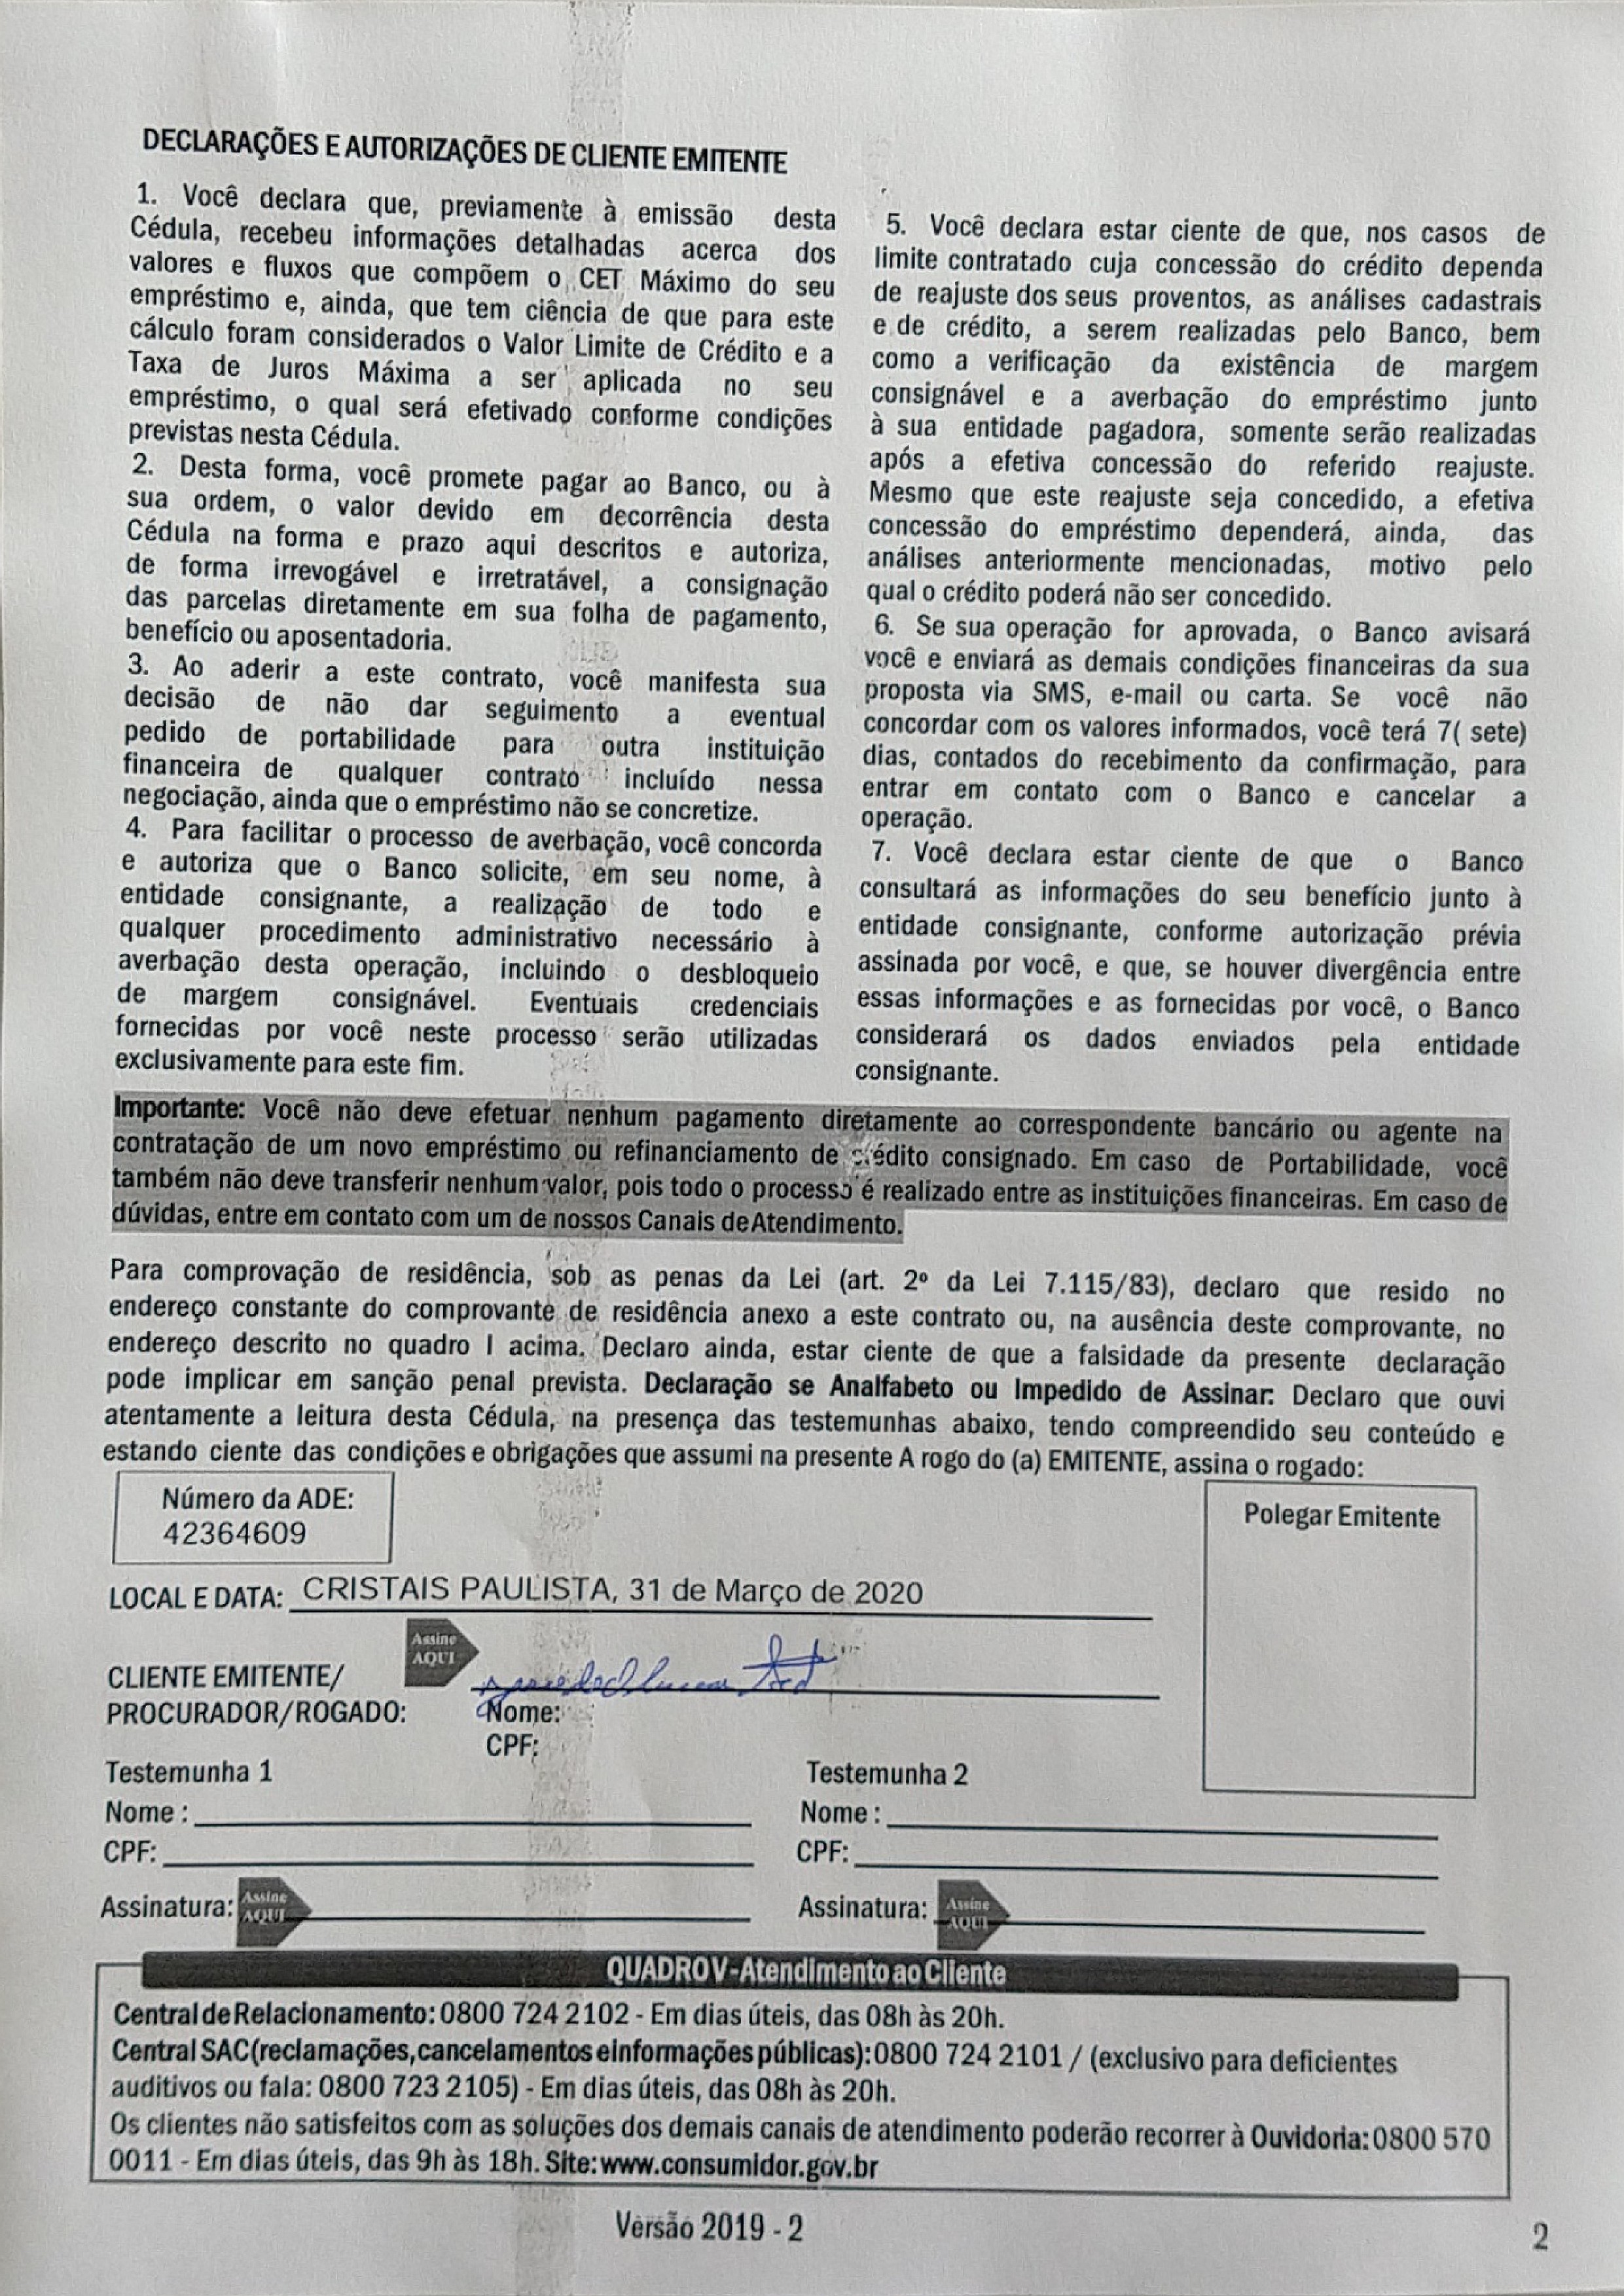 DECLARAÇÕES E AUTORIZAÇÕES DE CLIENTE EMITENTE
1. Você declara que, previamente à emissão desta
Cédula, recebeu informações detalhadas acerca dos
valores e fluxos que compõem o CET Máximo do seu
empréstimo e, ainda, que tem ciência de que para este
cálculo foram considerados o Valor Limite de Crédito e a
Taxa de Juros Máxima a ser aplicada no seu
empréstimo, o qual será efetivado conforme condições
previstas nesta Cédula.
2. Desta forma, você promete pagar ao Banco, ou à
sua ordem, o valor devido em decorrência desta
Cédula na forma e prazo aqui descritos e autoriza,
de forma irrevogável e irretratável, a consignação
das parcelas diretamente em sua folha de pagamento,
benefício ou aposentadoria.
3. Ao aderir a este contrato, você manifesta sua
decisão de não dar seguimento a eventual
pedido de portabilidade para outra instituição
financeira de qualquer contrato incluído nessa
negociação, ainda que o empréstimo não se concretize.
4. Para facilitar o processo de averbação, você concorda
e autoriza que o Banco solicite, em seu nome, à
entidade consignante, a realização de todo e
qualquer procedimento administrativo necessário à
averbação desta operação, incluindo o desbloqueio
de margem consignável. Eventuais credenciais
fornecidas por você neste processo serão utilizadas
exclusivamente para este fim.
5. Você declara estar ciente de que, nos casos de
limite contratado cuja concessão do crédito dependa
de reajuste dos seus proventos, as análises cadastrais
e de crédito, a serem realizadas pelo Banco, bem
como a verificação da existência de margem
consignável e a averbação do empréstimo junto
à sua entidade pagadora, somente serão realizadas
após a efetiva concessão do referido reajuste.
Mesmo que este reajuste seja concedido, a efetiva
concessão do empréstimo dependerá, ainda, das
análises anteriormente mencionadas, motivo pelo
qual o crédito poderá não ser concedido.
6. Se sua operação for aprovada, o Banco avisará
você e enviará as demais condições financeiras da sua
proposta via SMS, e-mail ou carta. Se você não
concordar com os valores informados, você terá 7( sete)
dias, contados do recebimento da confirmação, para
entrar em contato com o Banco e cancelar a
operação.
7. Você declara estar ciente de que o Banco
consultará as informações do seu benefício junto à
entidade consignante, conforme autorização prévia
assinada por você, e que, se houver divergência entre
essas informações e as fornecidas por você, o Banco
considerará os dados enviados pela entidade
consignante.
Importante: Você não deve efetuar nenhum pagamento diretamente ao correspondente bancário ou agente na
contratação de um novo empréstimo ou refinanciamento de crédito consignado. Em caso de Portabilidade, você
também não deve transferir nenhum valor, pois todo o processo é realizado entre as instituições financeiras. Em caso de
dúvidas, entre em contato com um de nossos Canais de Atendimento.
Para comprovação de residência, sob as penas da Lei (art. 2º da Lei 7.115/83), declaro que resido no
endereço constante do comprovante de residência anexo a este contrato ou, na ausência deste comprovante, no
endereço descrito no quadro I acima. Declaro ainda, estar ciente de que a falsidade da presente declaração
pode implicar em sanção penal prevista. Declaração se Analfabeto ou Impedido de Assinar: Declaro que ouvi
atentamente a leitura desta Cédula, na presença das testemunhas abaixo, tendo compreendido seu conteúdo e
estando ciente das condições e obrigações que assumi na presente A rogo do (a) EMITENTE, assina o rogado:
Número da ADE:
42364609
Polegar Emitente
LOCAL E DATA: CRISTAIS PAULISTA, 31 de Março de 2020
Assine
AQUI
CLIENTE EMITENTE/
PROCURADOR/ROGADO:
Nome:
CPF:
Testemunha 1
Nome :
CPF:
Assinatura: Assine
AQUI
Testemunha 2
Nome :
CPF:
Assinatura: Assine
AQUI
QUADRO V - Atendimento ao Cliente
Central de Relacionamento: 0800 724 2102 - Em dias úteis, das 08h às 20h.
Central SAC (reclamações, cancelamentos e informações públicas): 0800 724 2101 / (exclusivo para deficientes
auditivos ou fala: 0800 723 2105) - Em dias úteis, das 08h às 20h.
Os clientes não satisfeitos com as soluções dos demais canais de atendimento poderão recorrer à Ouvidoria: 0800 570
0011 - Em dias úteis, das 9h às 18h. Site: www.consumidor.gov.br
Versão 2019 - 2
2